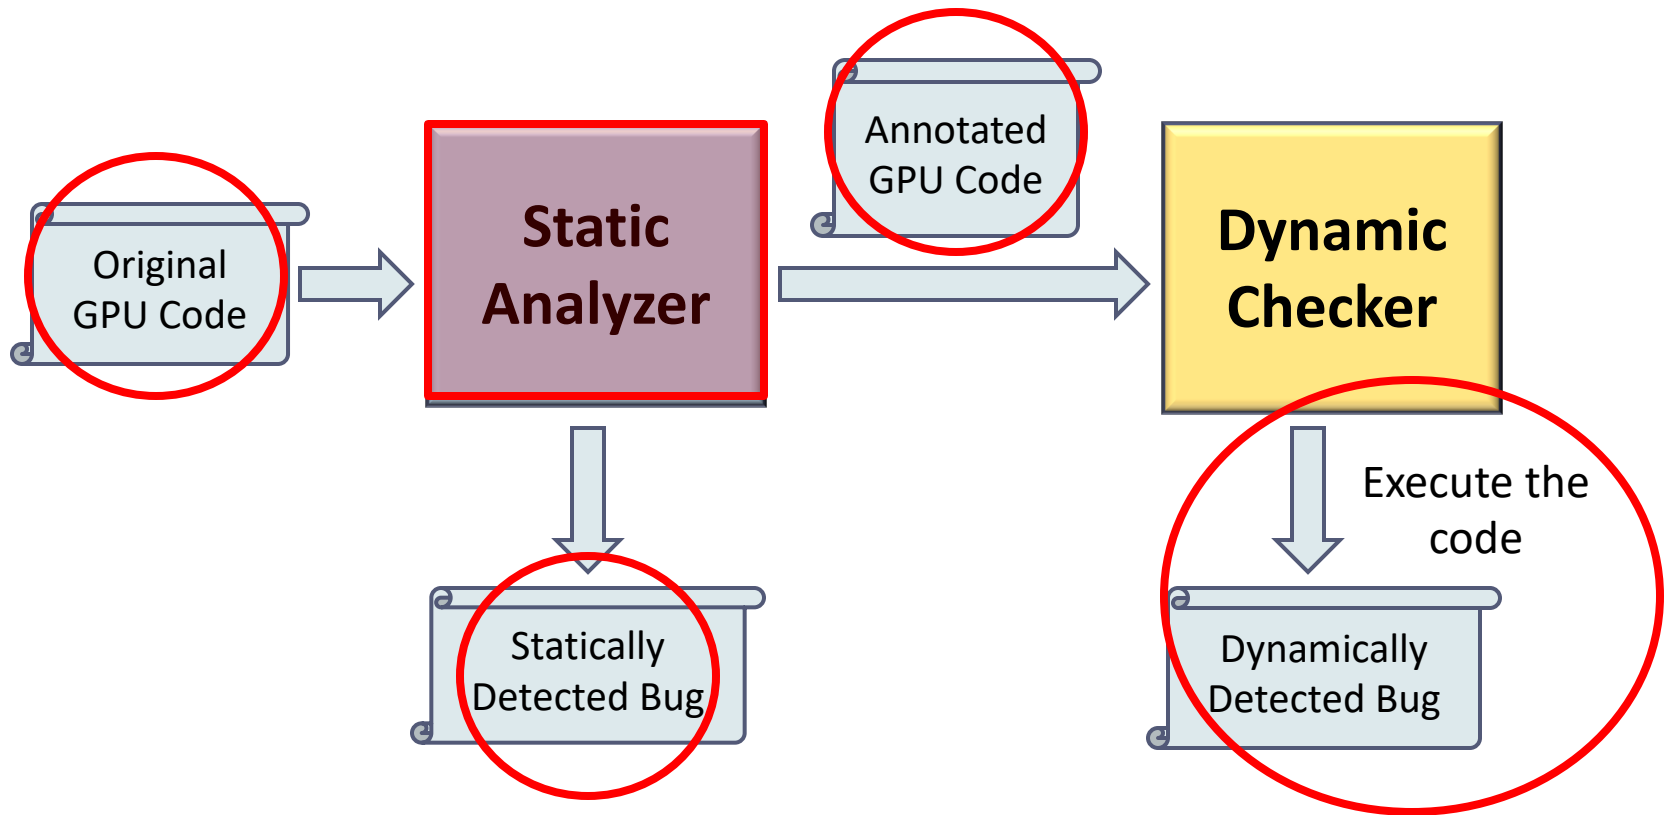 Original
GPU Code
Static
Analyzer
Annotated
GPU Code
Dynamic
Checker
Statically
Detected Bug
Execute the
code
Dynamically
Detected Bug